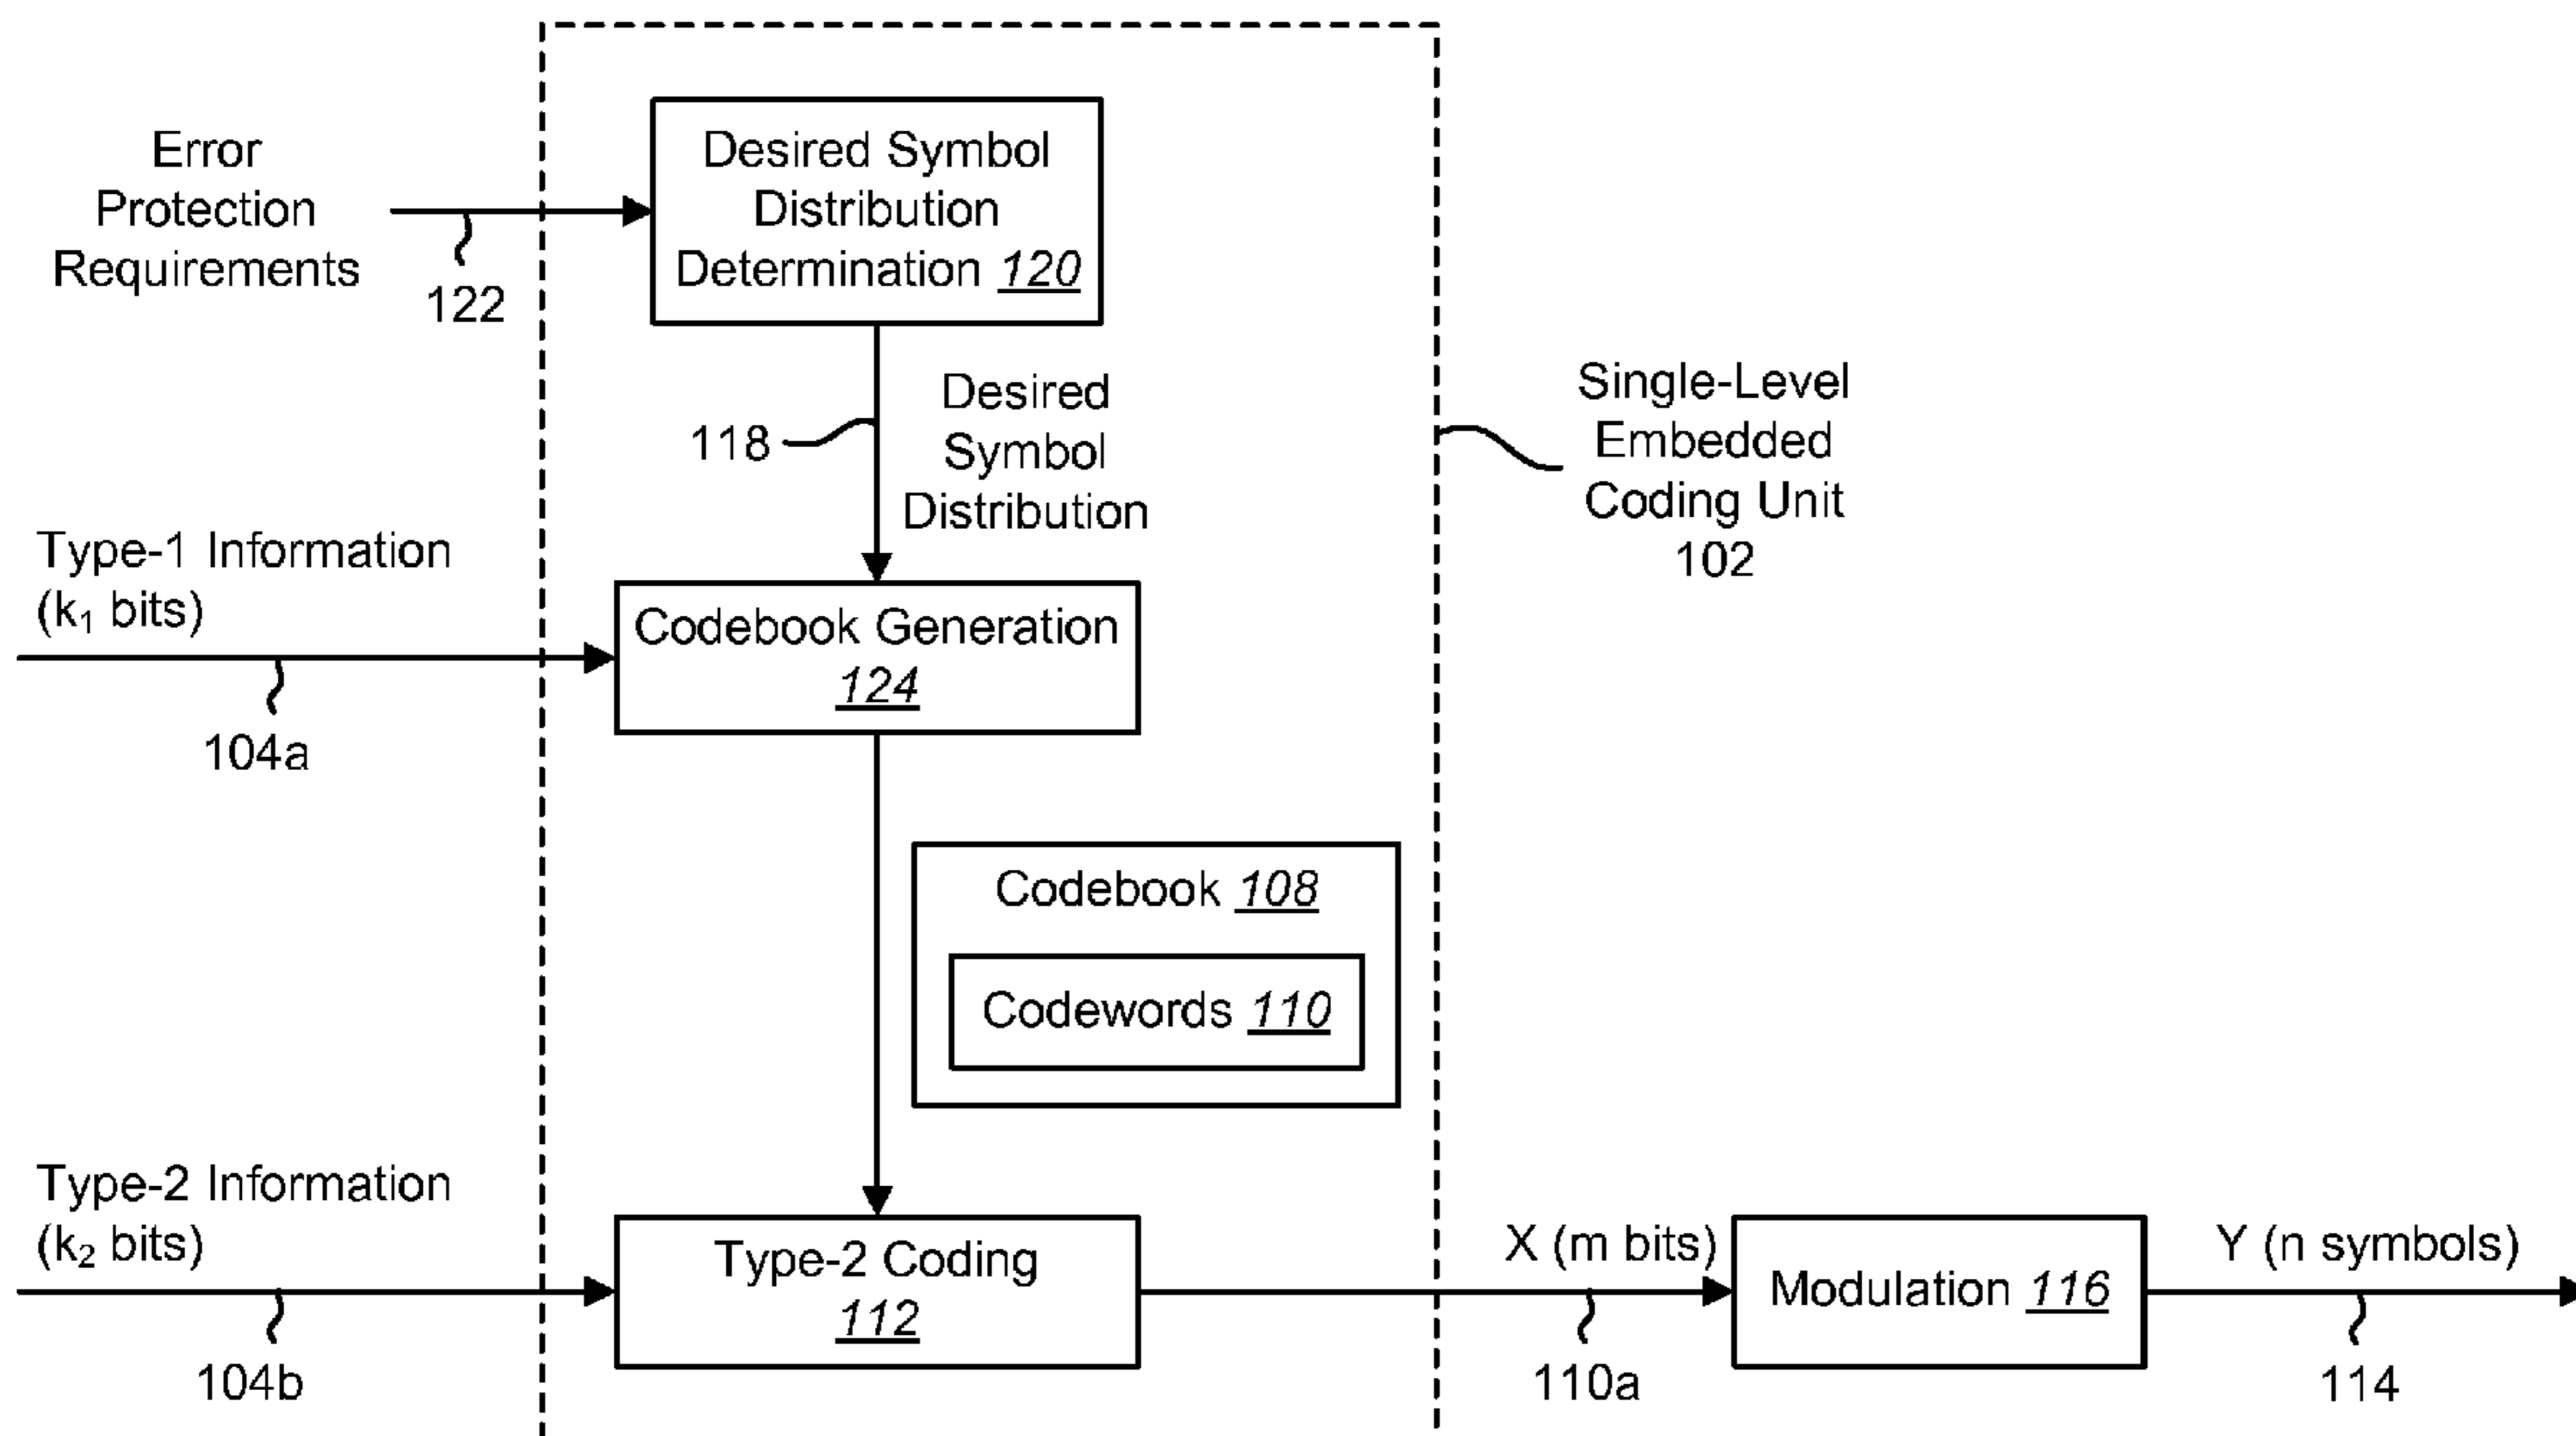 Error
Protection
Requirements
122
Desired Symbol
Distribution
Determination 120
118
Desired
Symbol
Distribution
Single-Level
Embedded
Coding Unit
102
Type-1 Information
(k₁ bits)
104a
Codebook Generation
124
Codebook 108
Codewords 110
Type-2 Information
(k₂ bits)
104b
Type-2 Coding
112
X (m bits)
110a
Modulation 116
Y (n symbols)
114